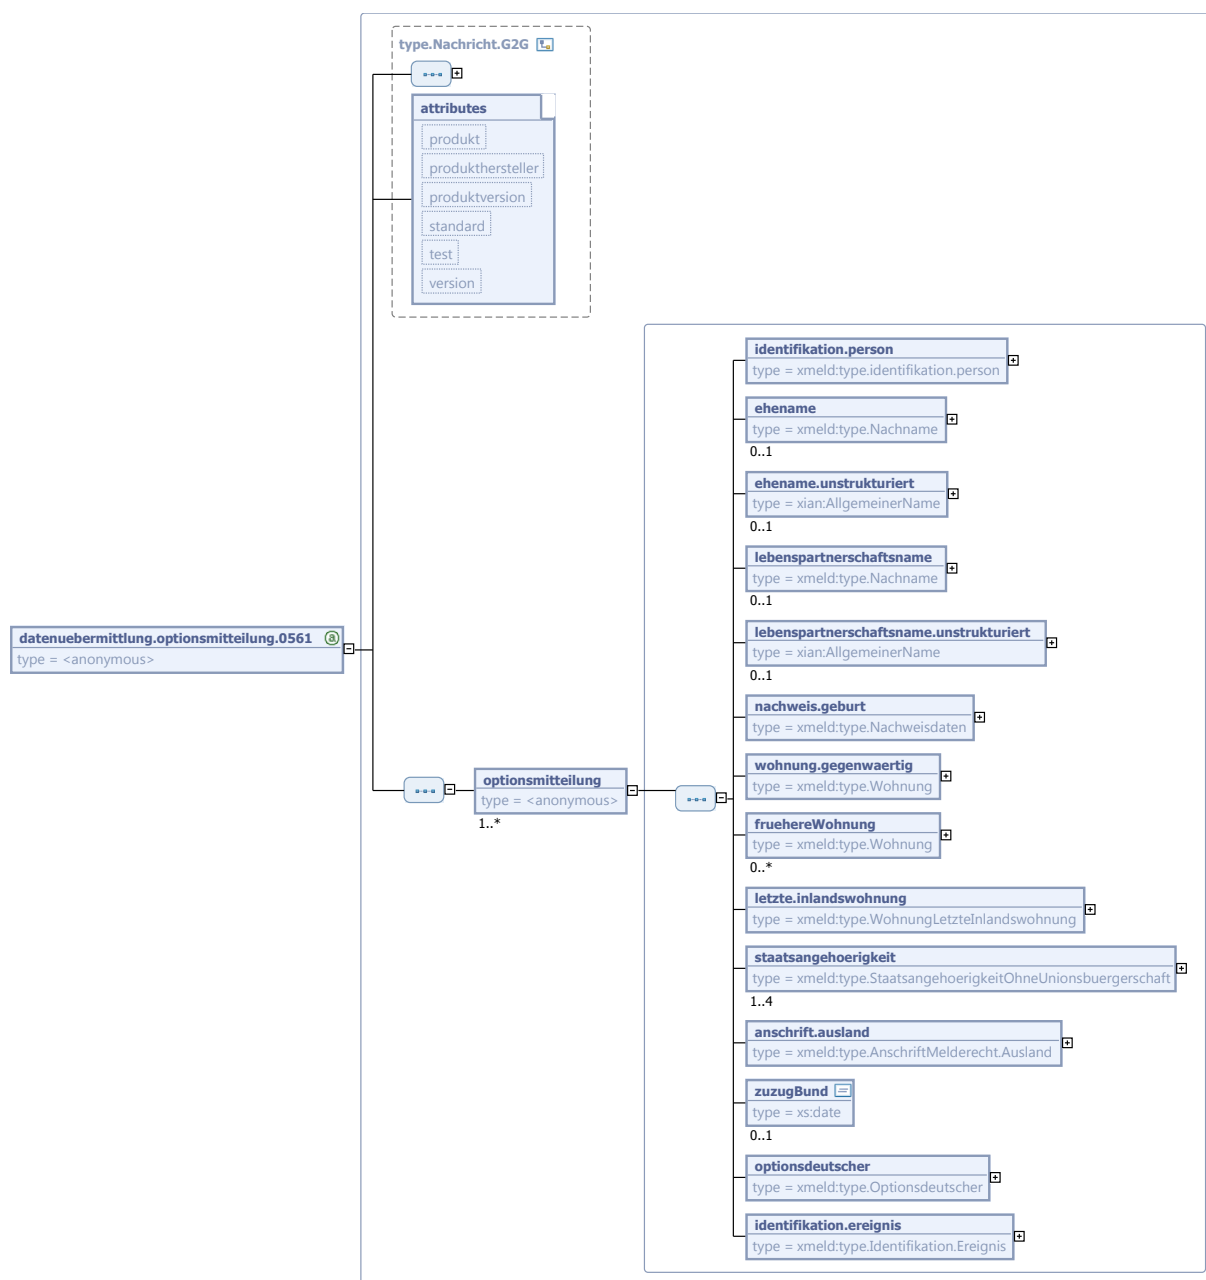 type.Nachricht.G2G
attributes
produkt
produkthersteller
produktversion
standard
test
version
identifikation.person
type = xmeld:type.identifikation.person
ehename
type = xmeld:type.Nachname
0..1
ehename.unstrukturiert
type = xian:AllgemeinerName
0..1
lebenspartnerschaftsname
type = xmeld:type.Nachname
0..1
datenuebermittlung.optionsmitteilung.0561 a
type = <anonymous>
lebenspartnerschaftsname.unstrukturiert
type = xian:AllgemeinerName
0..1
nachweis.geburt
type = xmeld:type.Nachweisdaten
wohnung.gegenwaertig
type = xmeld:type.Wohnung
optionsmitteilung
type = <anonymous>
1..*
fruehereWohnung
type = xmeld:type.Wohnung
0..*
letzte.inlandswohnung
type = xmeld:type.WohnungLetzteInlandswohnung
staatsangehoerigkeit
type = xmeld:type.StaatsangehoerigkeitOhneUnionsbuergerschaft
1..4
anschrift.ausland
type = xmeld:type.AnschriftMelderecht.Ausland
zuzugBund
type = xs:date
0..1
optionsdeutscher
type = xmeld:type.Optionsdeutscher
identifikation.ereignis
type = xmeld:type.Identifikation.Ereignis